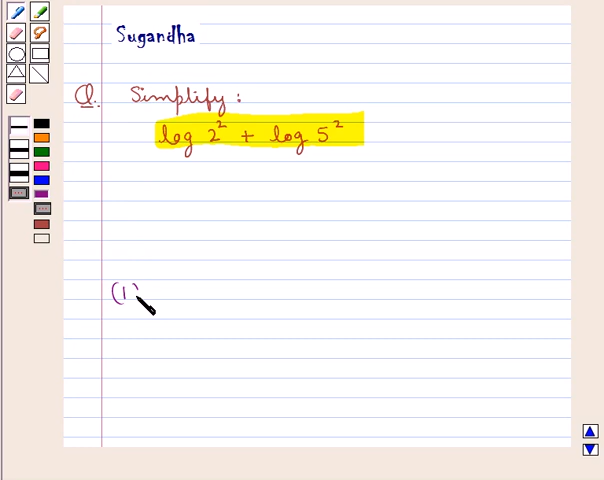 Sugandha
Q. Simplify :
log 2² + log 5²
(1)